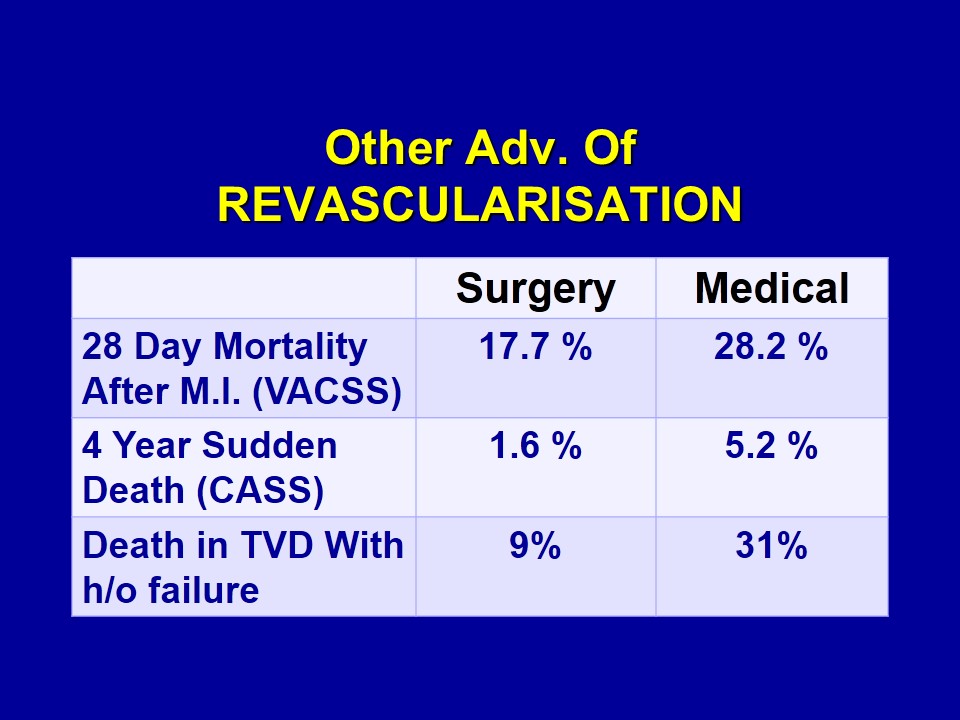 Other Adv. Of
REVASCULARISATION
Surgery Medical
28 Day Mortality 17.7 % 28.2 %
After M.I. (VACSS)
4 Year Sudden 1.6 % 5.2 %
Death (CASS)
Death in TVD With 9% 31%
h/o failure